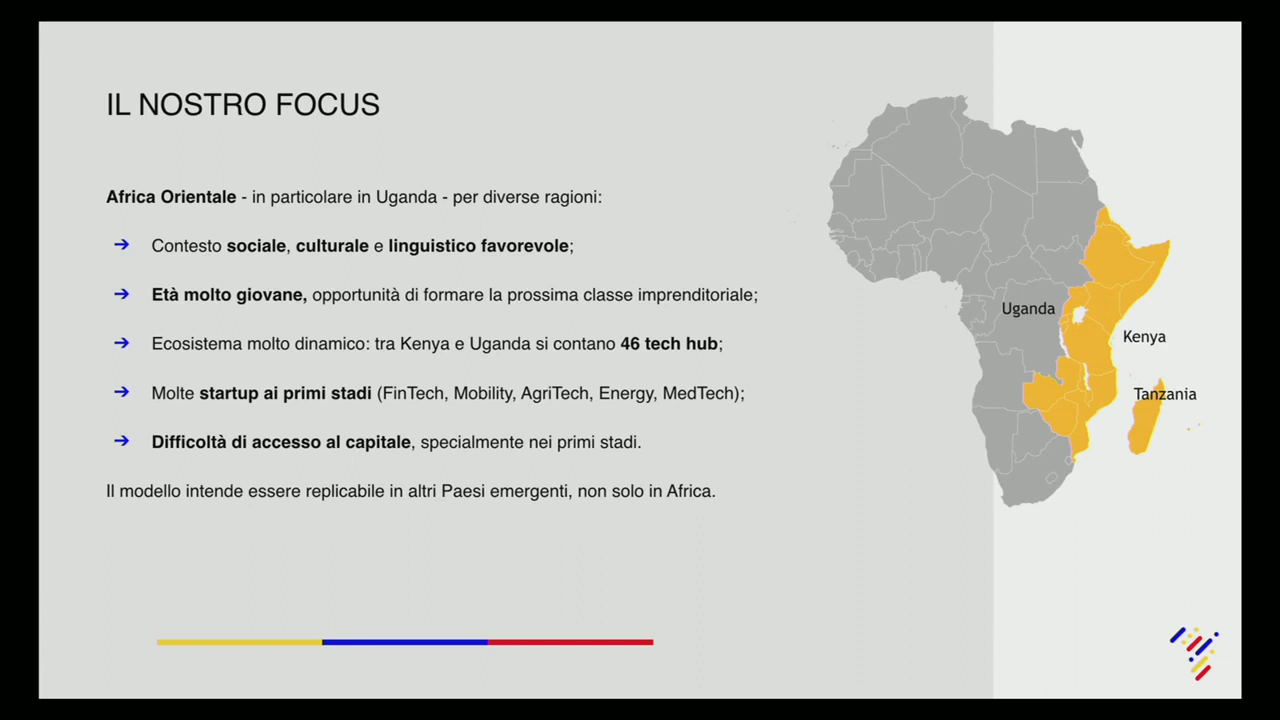 IL NOSTRO FOCUS
Africa Orientale - in particolare in Uganda - per diverse ragioni:
➔ Contesto sociale, culturale e linguistico favorevole;
➔ Età molto giovane, opportunità di formare la prossima classe imprenditoriale;
➔ Ecosistema molto dinamico: tra Kenya e Uganda si contano 46 tech hub;
➔ Molte startup ai primi stadi (FinTech, Mobility, AgriTech, Energy, MedTech);
➔ Difficoltà di accesso al capitale, specialmente nei primi stadi.
Il modello intende essere replicabile in altri Paesi emergenti, non solo in Africa.
Uganda
Kenya
Tanzania